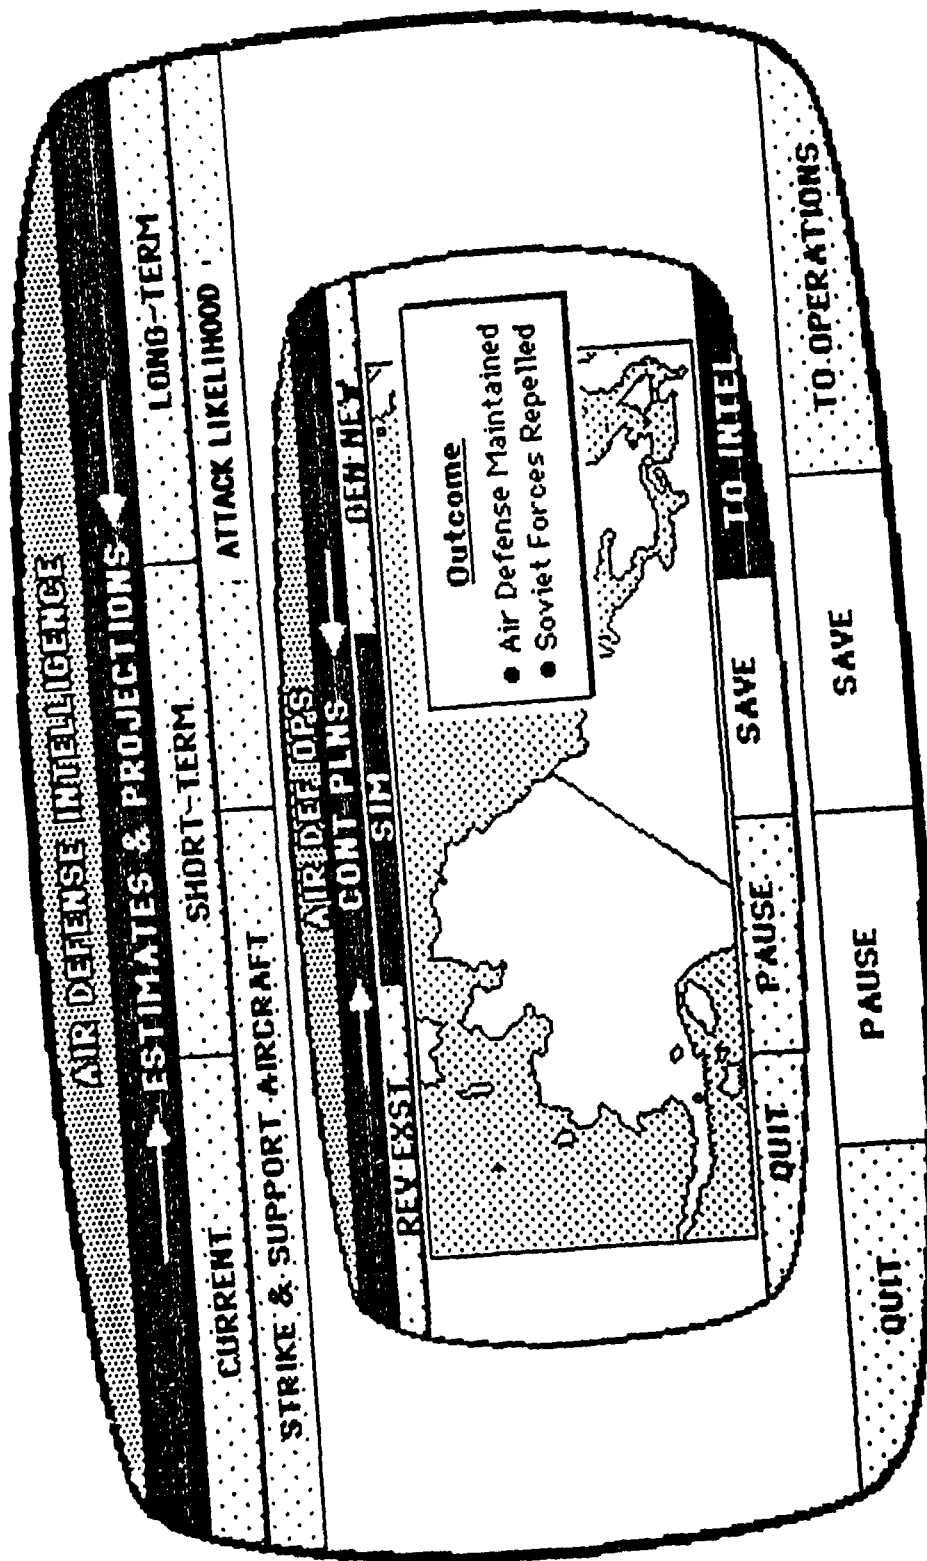 AIR DEFENSE INTELLIGENCE
ESTIMATES & PROJECTIONS
CURRENT SHORT-TERM LONG-TERM
STRIKE & SUPPORT AIRCRAFT ATTACK LIKELIHOOD
AIR DEF OPS
CONT PLNS
REV EXST SIM GEN NEY
Outcome
• Air Defense Maintained
• Soviet Forces Repelled
QUIT PAUSE SAVE TO INTEL
QUIT PAUSE SAVE TO OPERATIONS